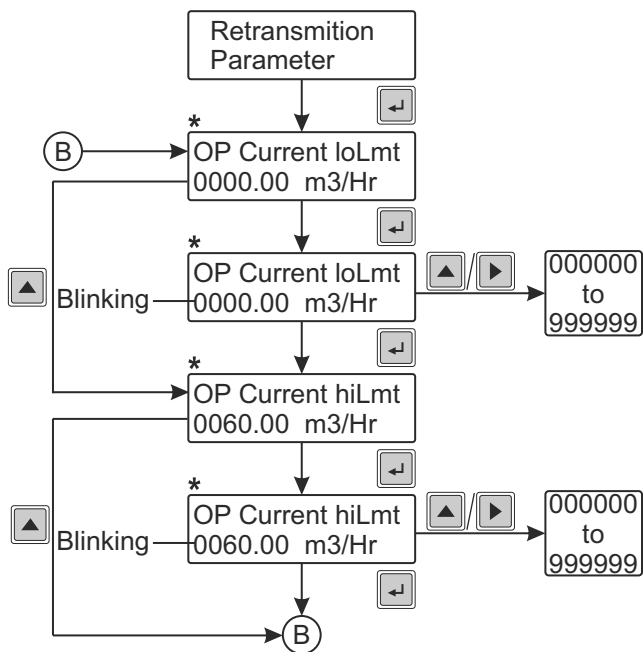 Retransmition
Parameter
*
B
OP Current loLmt
0000.00 m3/Hr
*
OP Current loLmt
Blinking
0000.00 m3/Hr
/
000000
to
999999
*
OP Current hiLmt
0060.00 m3/Hr
*
OP Current hiLmt
Blinking
0060.00 m3/Hr
/
000000
to
999999
B